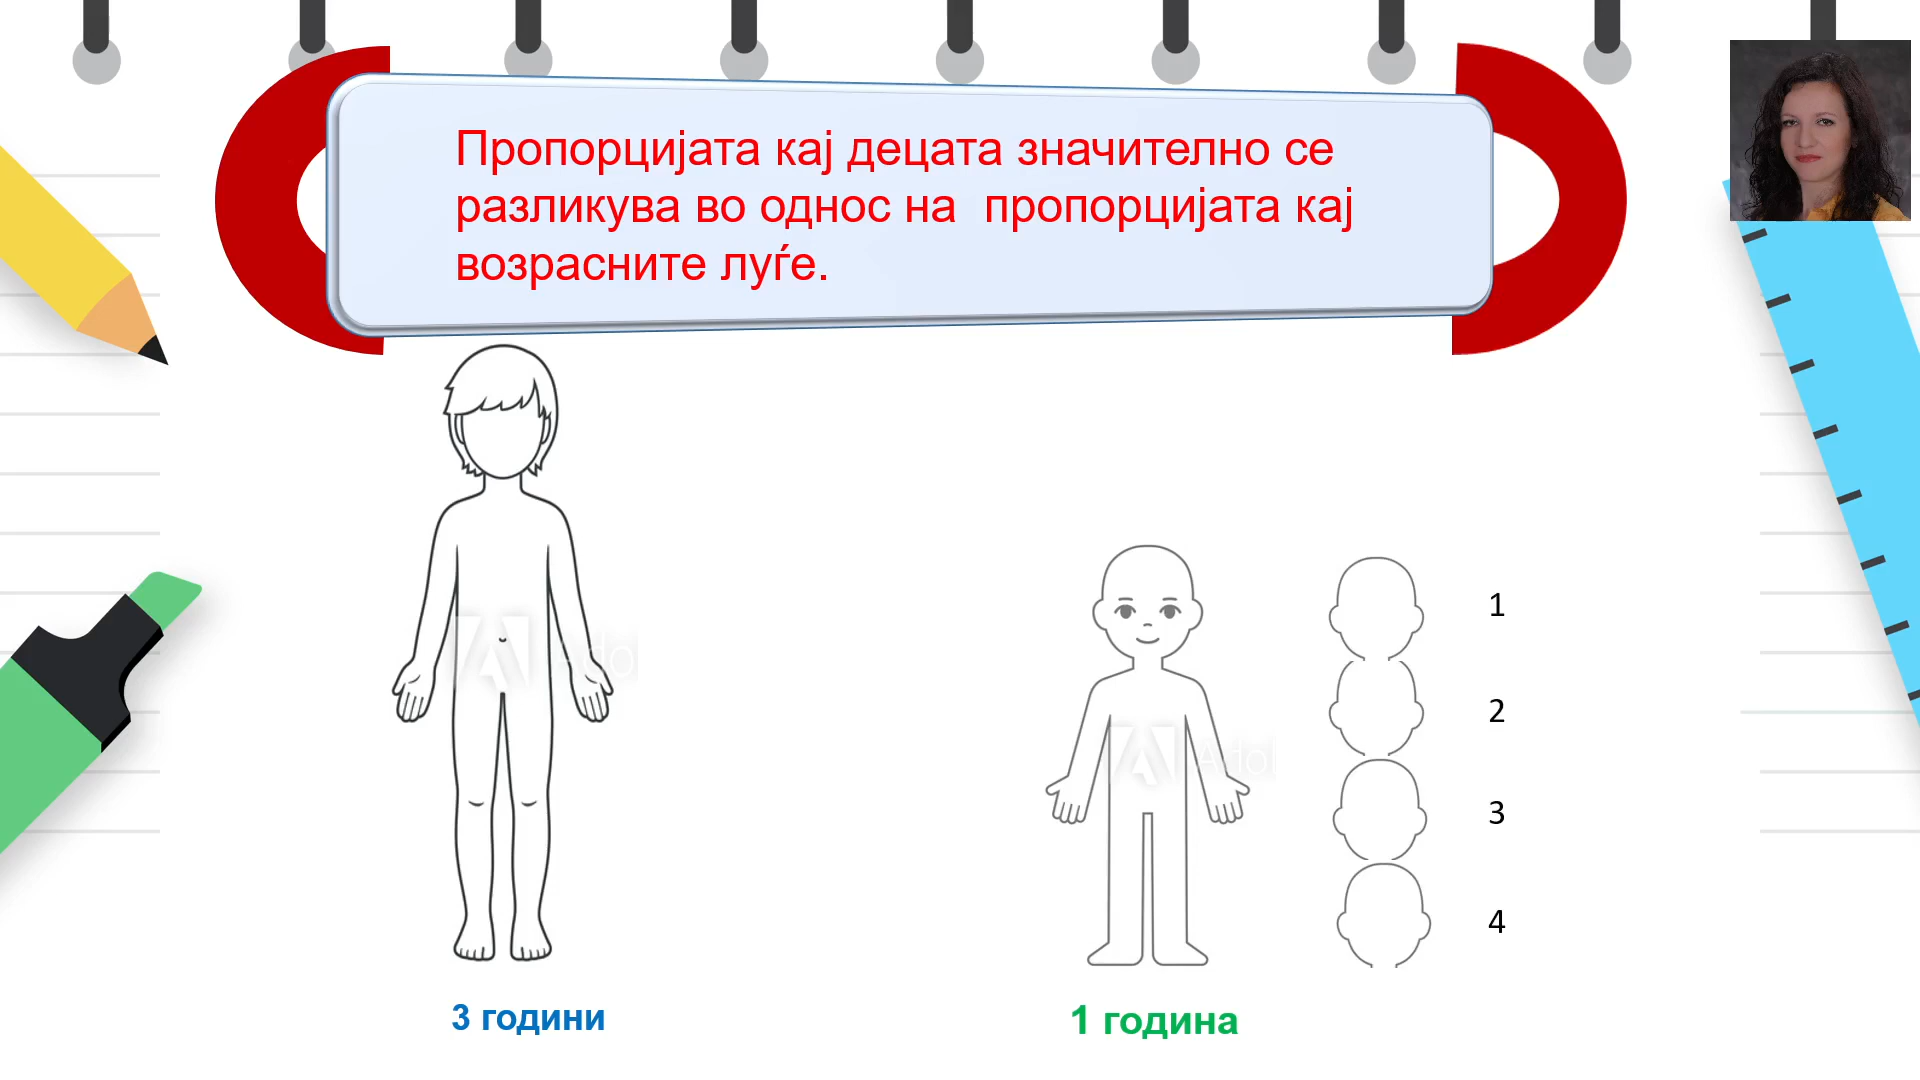 Пропорцијата кај децата значително се
разликува во однос на  пропорцијата кај
возрасните луѓе.
1
2
3
4
3 години
1 година